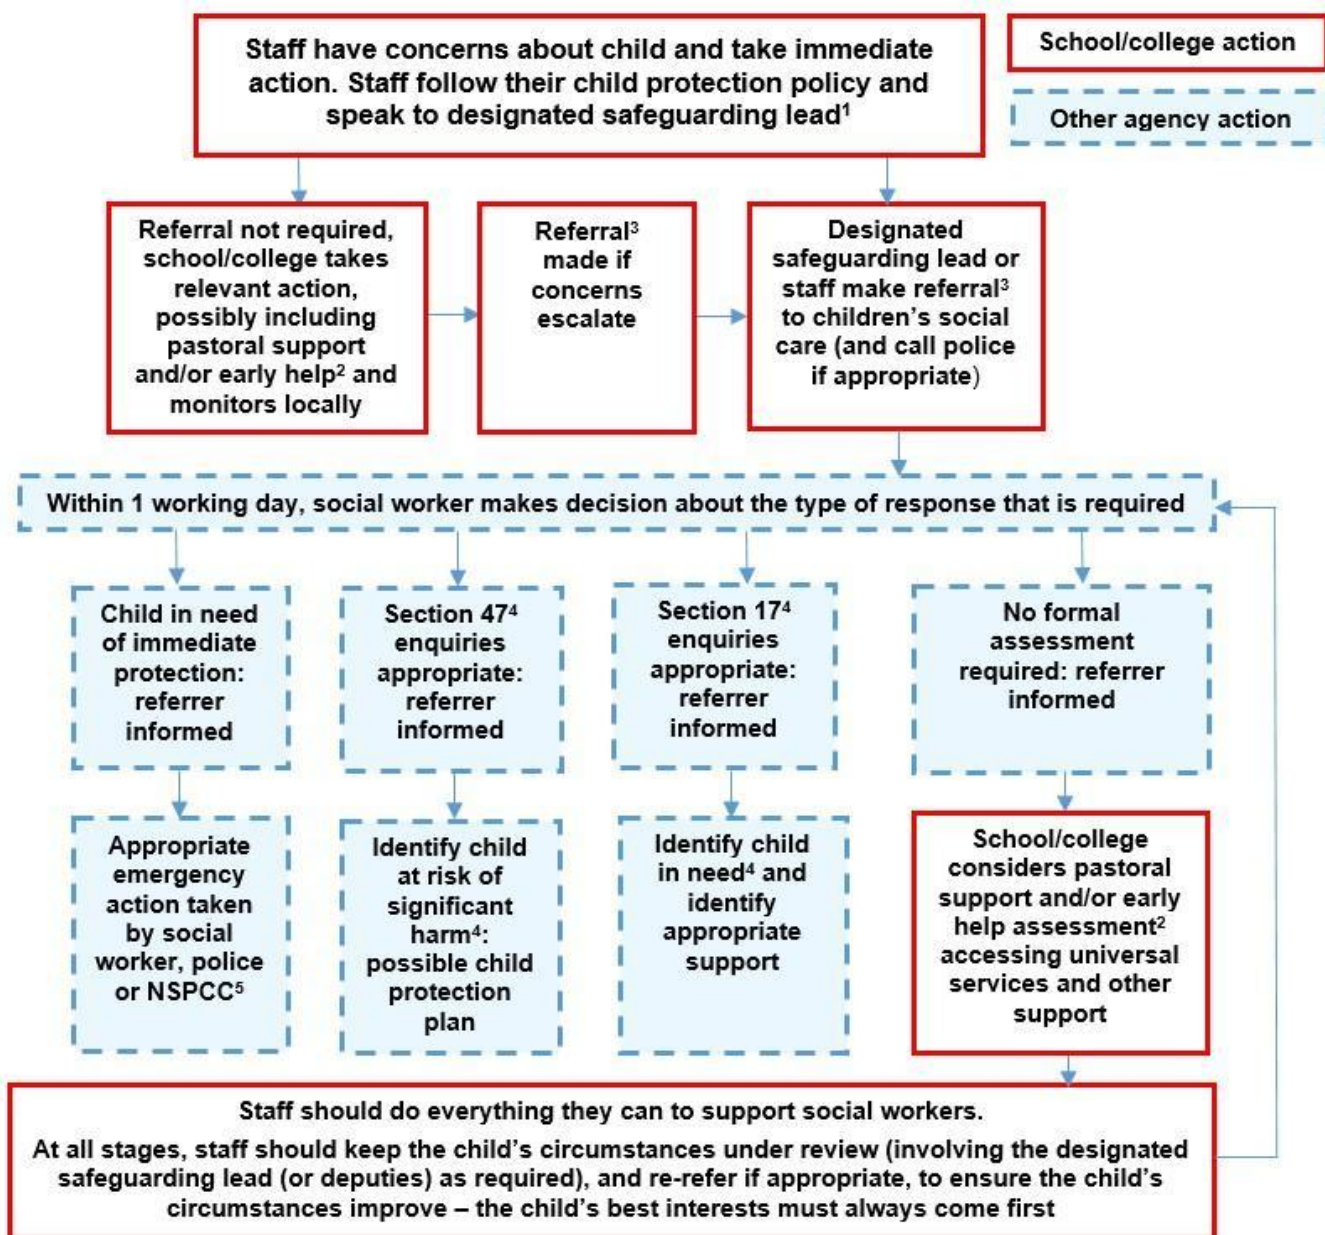 Staff have concerns about child and take immediate
action. Staff follow their child protection policy and
speak to designated safeguarding lead¹
School/college action
Other agency action
Referral not required,
school/college takes
relevant action,
possibly including
pastoral support
and/or early help² and
monitors locally
Referral³
made if
concerns
escalate
Designated
safeguarding lead or
staff make referral³
to children’s social
care (and call police
if appropriate)
Within 1 working day, social worker makes decision about the type of response that is required
Child in need
of immediate
protection:
referrer
informed
Section 47⁴
enquiries
appropriate:
referrer
informed
Section 17⁴
enquiries
appropriate:
referrer
informed
No formal
assessment
required: referrer
informed
Appropriate
emergency
action taken
by social
worker, police
or NSPCC⁵
Identify child
at risk of
significant
harm⁴:
possible child
protection
plan
Identify child
in need⁴ and
identify
appropriate
support
School/college
considers pastoral
support and/or early
help assessment²
accessing universal
services and other
support
Staff should do everything they can to support social workers.
At all stages, staff should keep the child’s circumstances under review (involving the designated
safeguarding lead (or deputies) as required), and re-refer if appropriate, to ensure the child’s
circumstances improve – the child’s best interests must always come first